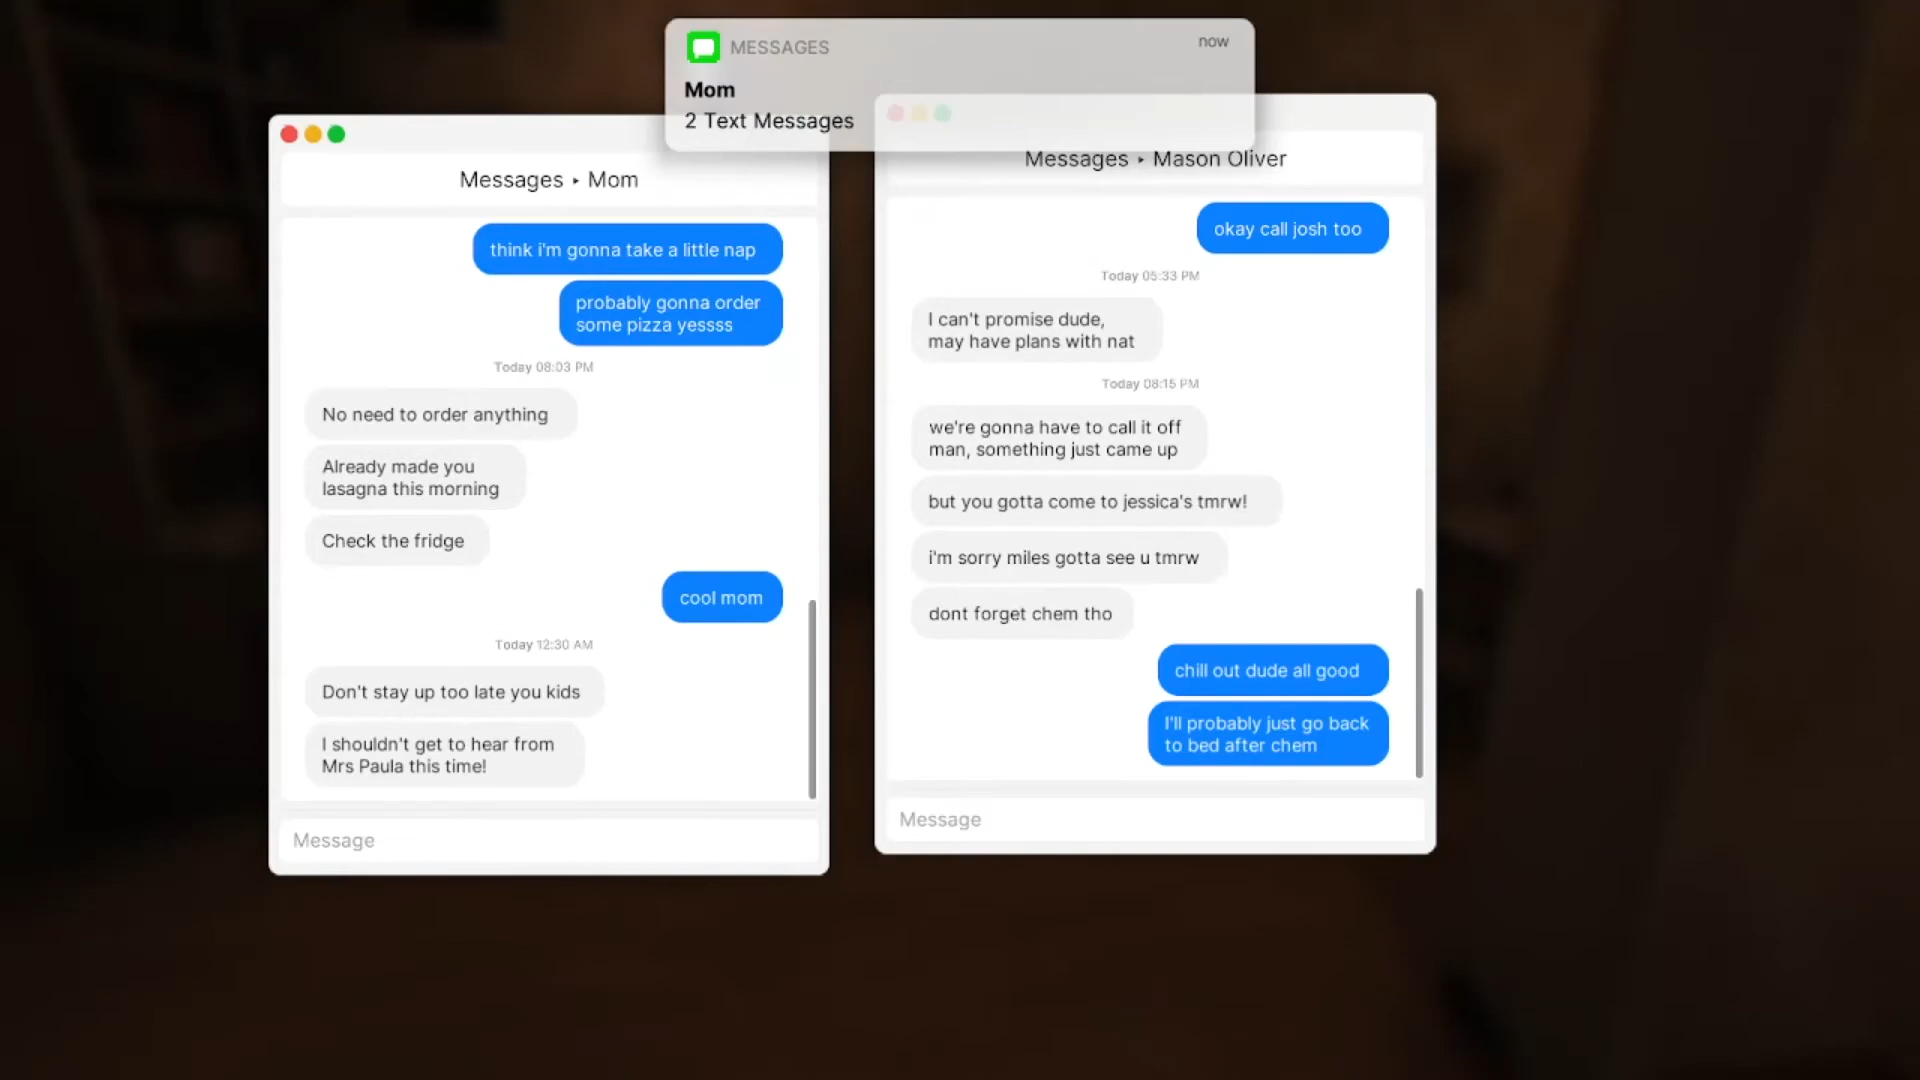 MESSAGES
now
Mom
2 Text Messages
Messages ‣ Mom
think i'm gonna take a little nap
probably gonna order
some pizza yessss
Today 08:03 PM
No need to order anything
Already made you
lasagna this morning
Check the fridge
cool mom
Today 12:30 AM
Don't stay up too late you kids
I shouldn't get to hear from
Mrs Paula this time!
Message
Messages ‣ Mason Oliver
okay call josh too
Today 05:33 PM
I can't promise dude,
may have plans with nat
Today 08:15 PM
we're gonna have to call it off
man, something just came up
but you gotta come to jessica's tmrw!
i'm sorry miles gotta see u tmrw
dont forget chem tho
chill out dude all good
I'll probably just go back
to bed after chem
Message